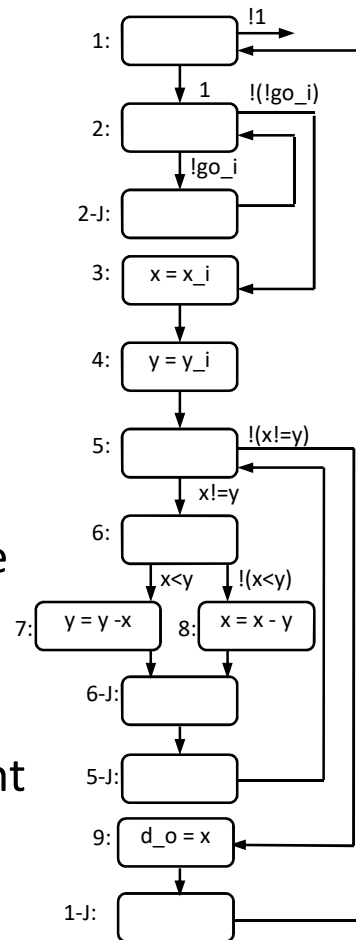 !1
1:
1
!(!go_i)
2:
!go_i
2-J:
3:
x = x_i
4:
y = y_i
5:
!(x!=y)
x!=y
6:
e
x<y
!(x<y)
7:
y = y -x
8:
x = x - y
6-J:
nt
5-J:
9:
d_o = x
1-J: